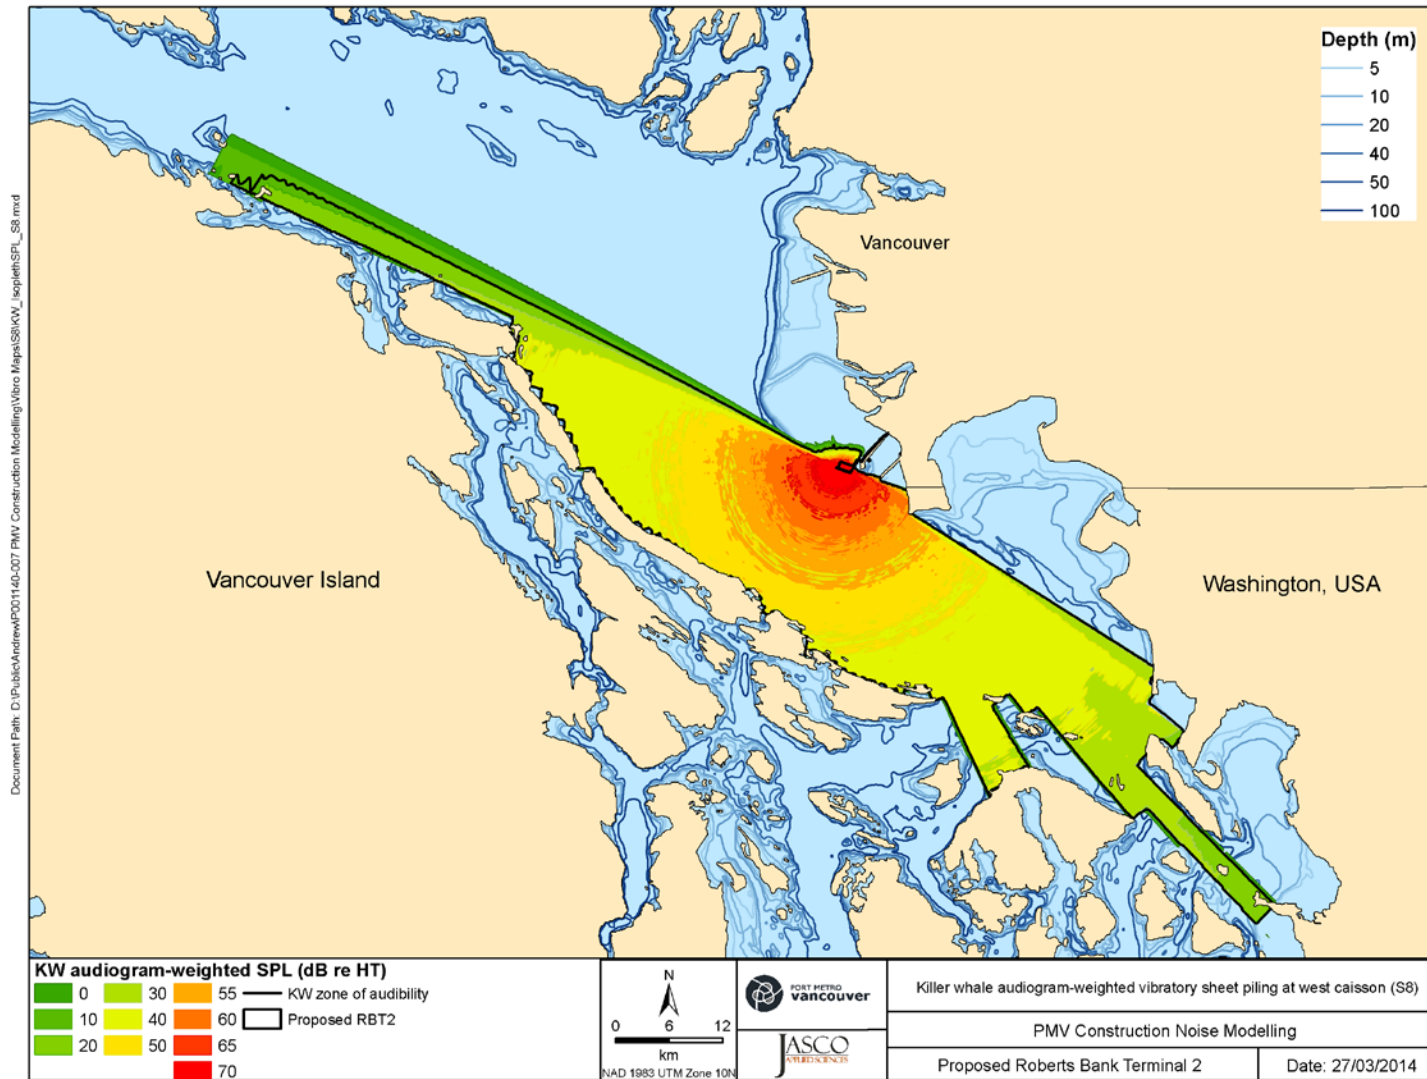 Depth (m)
5
10
20
40
50
100
Vancouver
Vancouver Island
Washington, USA
Document Path: D:\Public\Andrew\P001140-007 PMV Construction Modelling\Vibro Maps\S8\KW_IsoplethSPL_S8.mxd
KW audiogram-weighted SPL (dB re HT)
0 30 55 KW zone of audibility
10 40 60 Proposed RBT2
20 50 65
70
N
0 6 12
km
NAD 1983 UTM Zone 10N
PORT METRO
vancouver
JASCO
APPLIED SCIENCES
Killer whale audiogram-weighted vibratory sheet piling at west caisson (S8)
PMV Construction Noise Modelling
Proposed Roberts Bank Terminal 2
Date: 27/03/2014